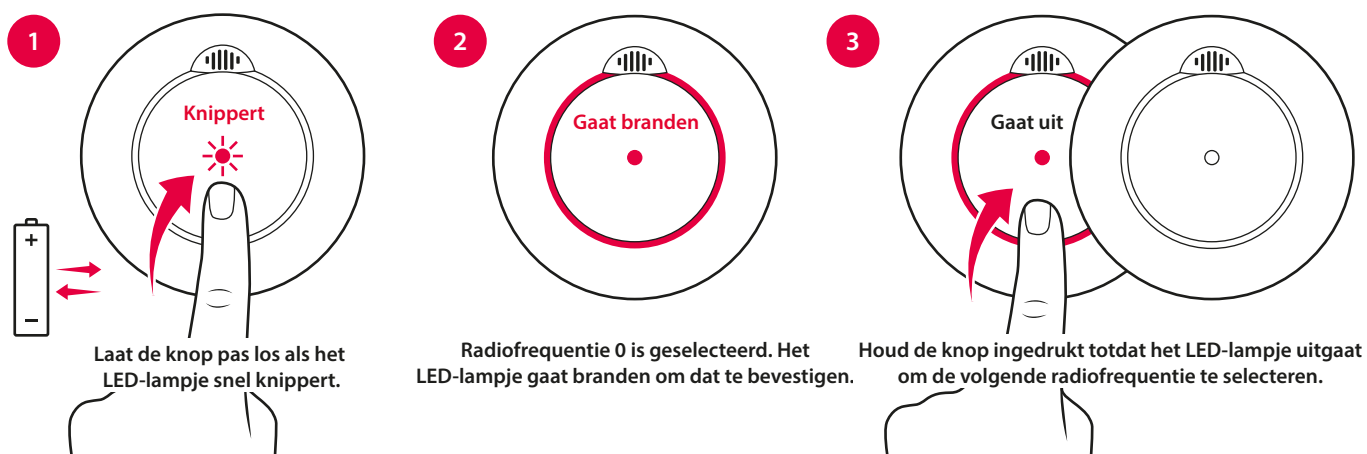 1
Knippert
+
–
Laat de knop pas los als het
LED-lampje snel knippert.
2
Gaat branden
Radiofrequentie 0 is geselecteerd. Het
LED-lampje gaat branden om dat te bevestigen.
3
Gaat uit
Houd de knop ingedrukt totdat het LED-lampje uitgaat
om de volgende radiofrequentie te selecteren.